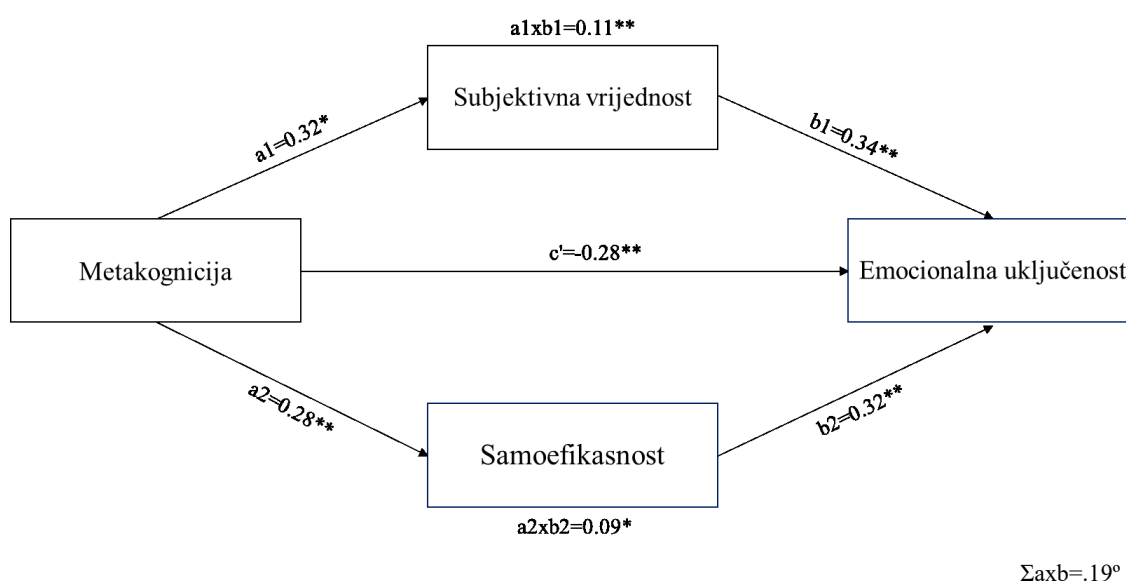 a1xb1=0.11**
Subjektivna vrijednost
a1=0.32*
b1=0.34**
Metakognicija
c'=-0.28**
Emocionalna uključenost
a2=0.28**
b2=0.32**
Samoefikasnost
a2xb2=0.09*
Σaxb=.19º